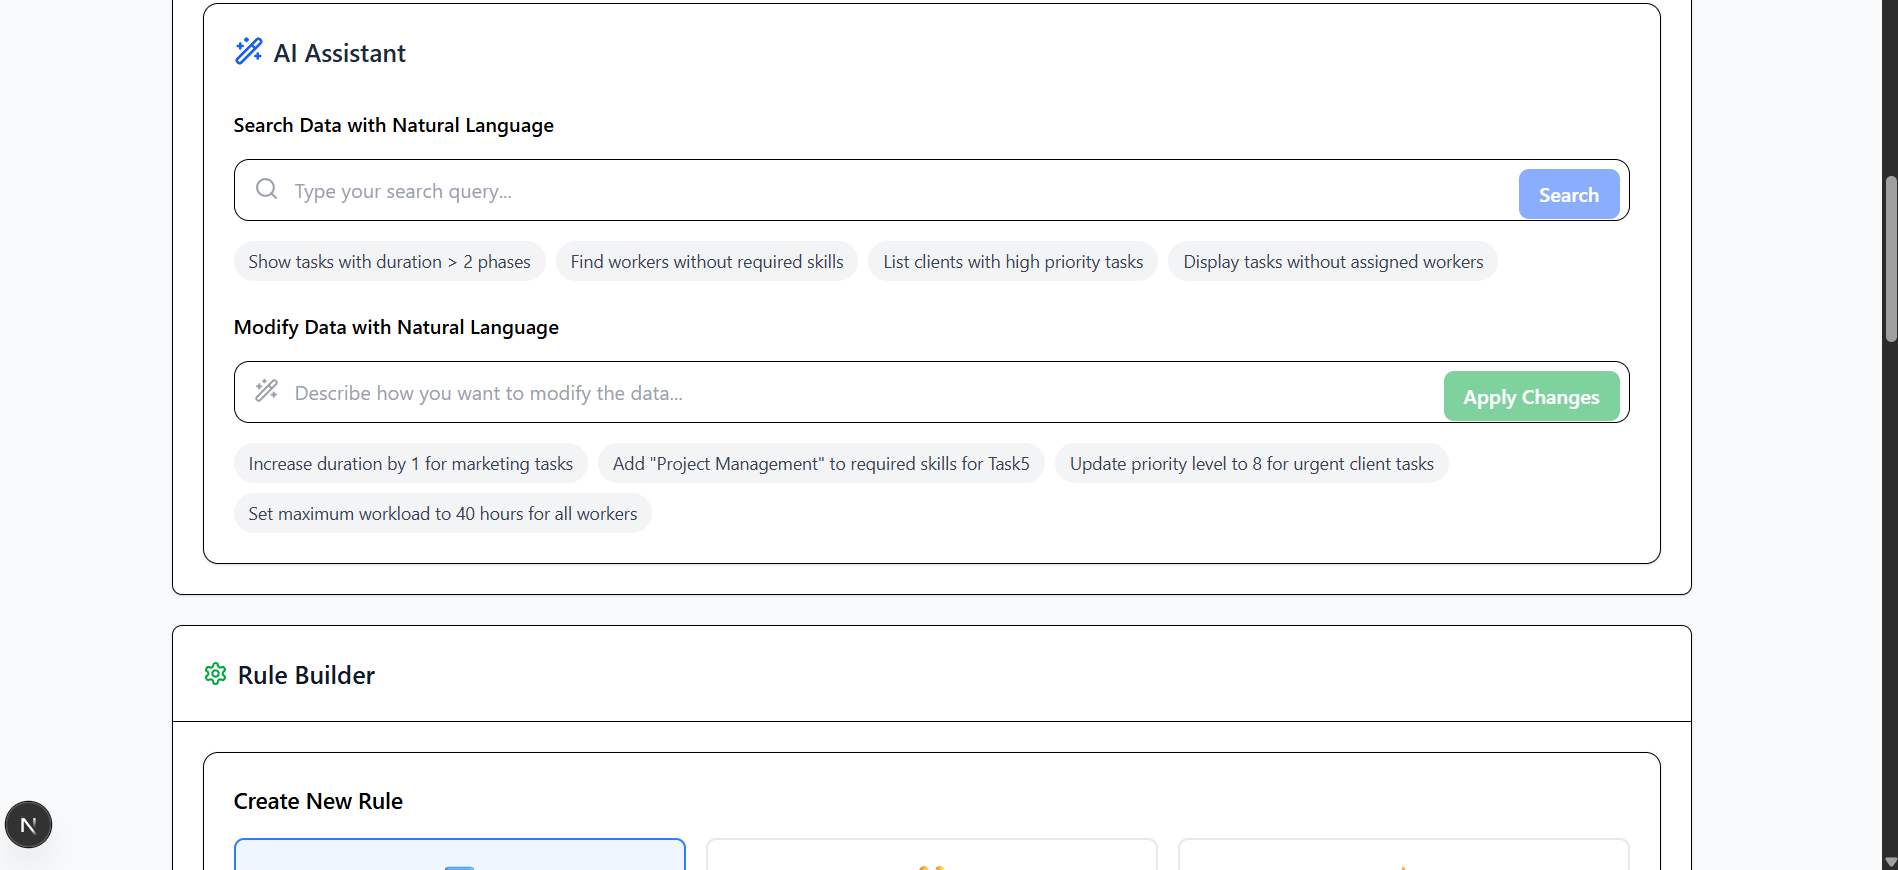 AI Assistant
Search Data with Natural Language
Type your search query...
Search
Show tasks with duration > 2 phases
Find workers without required skills
List clients with high priority tasks
Display tasks without assigned workers
Modify Data with Natural Language
Describe how you want to modify the data...
Apply Changes
Increase duration by 1 for marketing tasks
Add "Project Management" to required skills for Task5
Update priority level to 8 for urgent client tasks
Set maximum workload to 40 hours for all workers
Rule Builder
Create New Rule
N